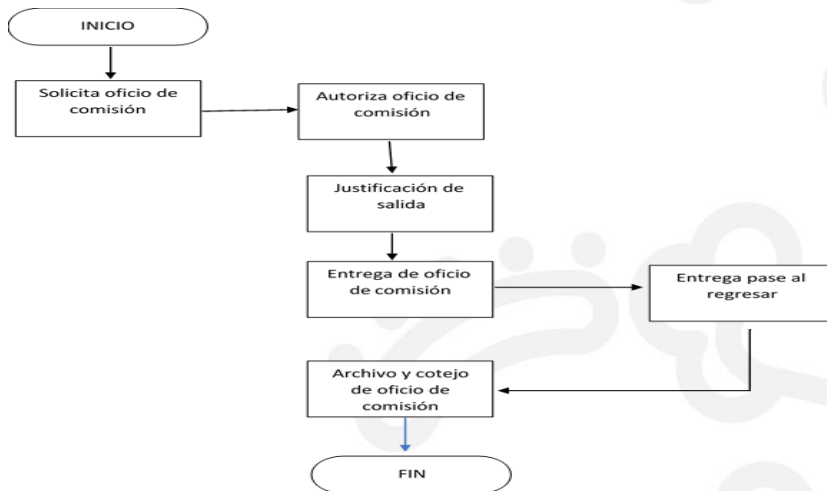 INICIO
Solicita oficio de
comisión
Autoriza oficio de
comisión
Justificación de
salida
Entrega de oficio
de comisión
Entrega pase al
regresar
Archivo y cotejo
de oficio de
comisión
FIN